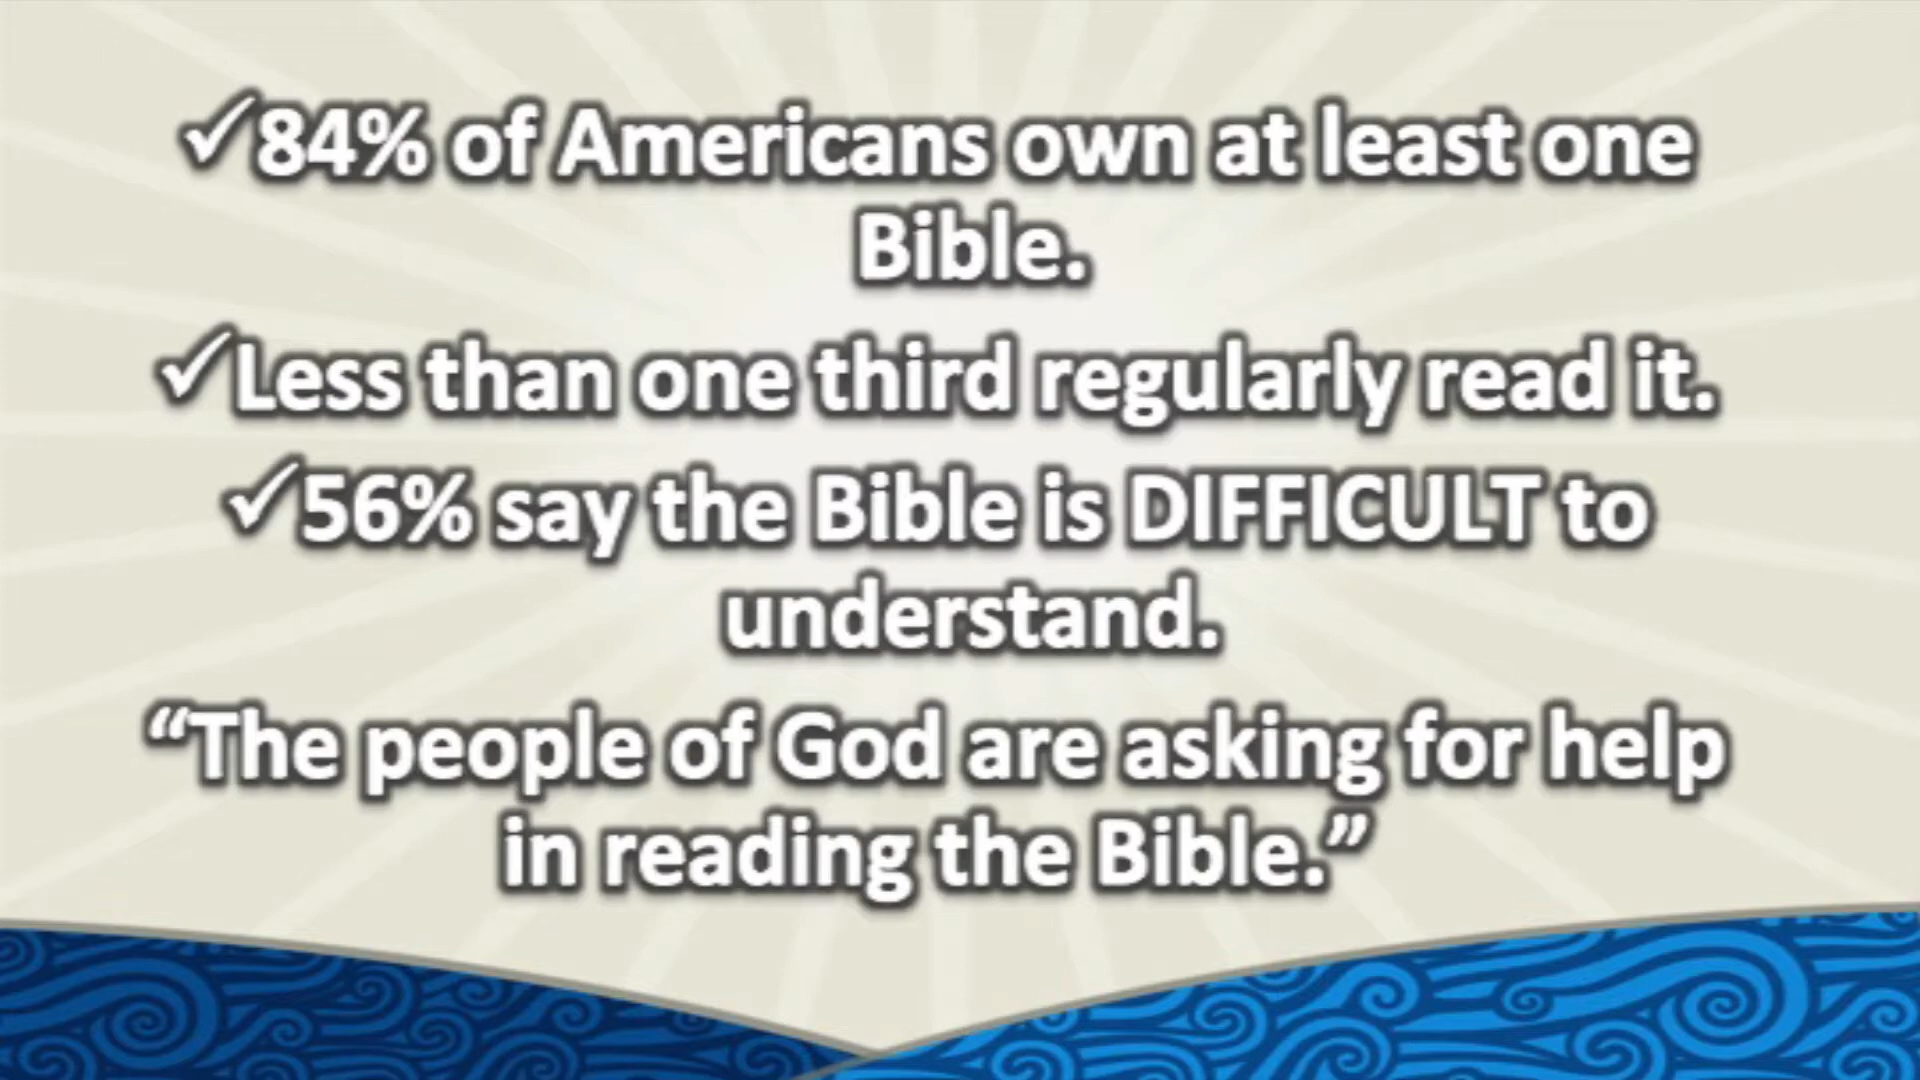 ✓84% of Americans own at least one
Bible.
✓Less than one third regularly read it.
✓56% say the Bible is DIFFICULT to
understand.
“The people of God are asking for help
in reading the Bible.”